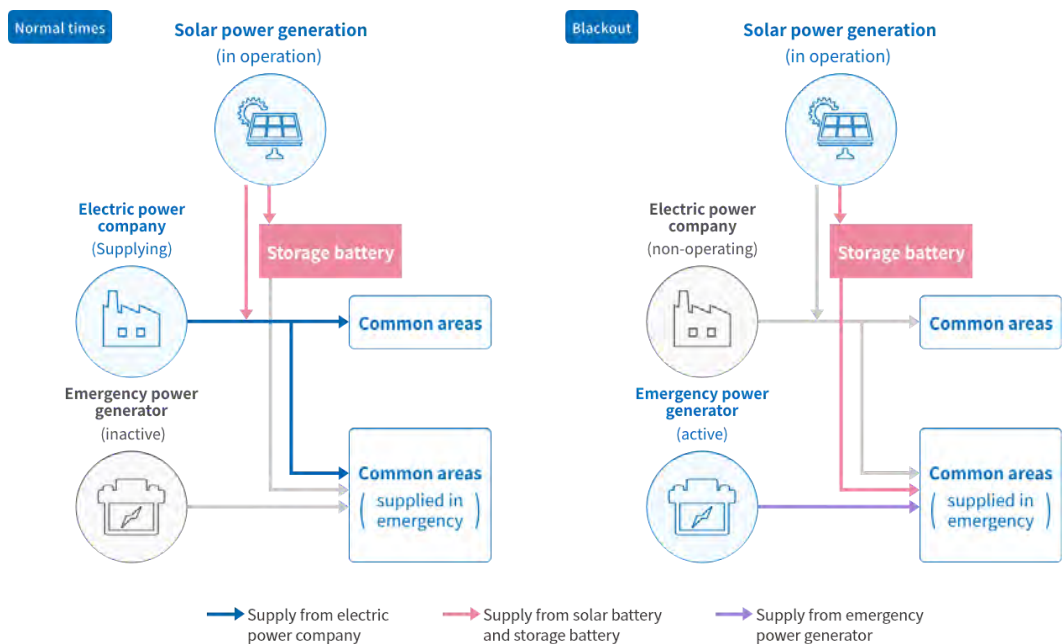 Normal times
Solar power generation
(in operation)
Electric power
company
(Supplying)
Storage battery
Common areas
Emergency power
generator
(inactive)
Common areas
(supplied in
emergency)
Blackout
Solar power generation
(in operation)
Electric power
company
(non-operating)
Storage battery
Common areas
Emergency power
generator
(active)
Common areas
(supplied in
emergency)
Supply from electric
power company
Supply from solar battery
and storage battery
Supply from emergency
power generator